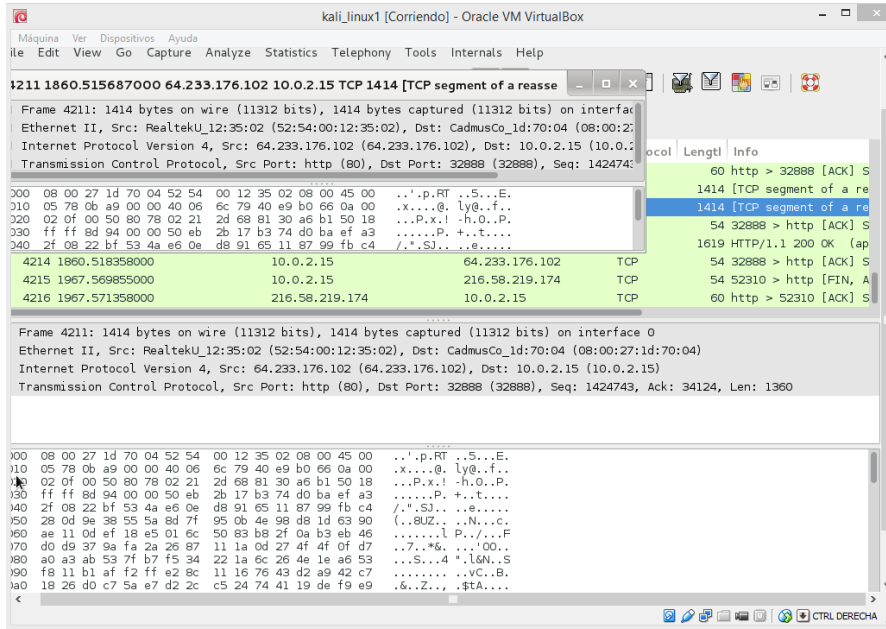 kali_linux1 [Corriendo] - Oracle VM VirtualBox
Máquina Ver Dispositivos Ayuda
ile Edit View Go Capture Analyze Statistics Telephony Tools Internals Help
4211 1860.515687000 64.233.176.102 10.0.2.15 TCP 1414 [TCP segment of a reasse
Frame 4211: 1414 bytes on wire (11312 bits), 1414 bytes captured (11312 bits) on interfac
Ethernet II, Src: RealtekU_12:35:02 (52:54:00:12:35:02), Dst: CadmusCo_1d:70:04 (08:00:27
Internet Protocol Version 4, Src: 64.233.176.102 (64.233.176.102), Dst: 10.0.2.15 (10.0.2
Transmission Control Protocol, Src Port: http (80), Dst Port: 32888 (32888), Seq: 142474
000 08 00 27 1d 70 04 52 54 00 12 35 02 08 00 45 00 ..'.p.RT ..5...E.
010 05 78 0b a9 00 00 40 06 6c 79 40 e9 b0 66 0a 00 .x....@. ly@..f..
020 02 0f 00 50 80 78 02 21 2d 68 81 30 a6 b1 50 18 ...P.x.! -h.0..P.
030 ff ff 8d 94 00 00 50 eb 2b 17 b3 74 d0 ba ef a3 ......P. +..t....
040 2f 08 22 bf 53 4a e6 0e d8 91 65 11 87 99 fb c4 /.".SJ.. ..e.....
ocol Lengtl Info
60 http > 32888 [ACK] S
1414 [TCP segment of a re
1414 [TCP segment of a re
54 32888 > http [ACK] S
1619 HTTP/1.1 200 OK (ap
4214 1860.518358000 10.0.2.15 64.233.176.102 TCP 54 32888 > http [ACK] S
4215 1967.569855000 10.0.2.15 216.58.219.174 TCP 54 52310 > http [FIN, A
4216 1967.571358000 216.58.219.174 10.0.2.15 TCP 60 http > 52310 [ACK] S
Frame 4211: 1414 bytes on wire (11312 bits), 1414 bytes captured (11312 bits) on interface 0
Ethernet II, Src: RealtekU_12:35:02 (52:54:00:12:35:02), Dst: CadmusCo_1d:70:04 (08:00:27:1d:70:04)
Internet Protocol Version 4, Src: 64.233.176.102 (64.233.176.102), Dst: 10.0.2.15 (10.0.2.15)
Transmission Control Protocol, Src Port: http (80), Dst Port: 32888 (32888), Seq: 1424743, Ack: 34124, Len: 1360
000 08 00 27 1d 70 04 52 54 00 12 35 02 08 00 45 00 ..'.p.RT ..5...E.
010 05 78 0b a9 00 00 40 06 6c 79 40 e9 b0 66 0a 00 .x....@. ly@..f..
02 0f 00 50 80 78 02 21 2d 68 81 30 a6 b1 50 18 ...P.x.! -h.0..P.
030 ff ff 8d 94 00 00 50 eb 2b 17 b3 74 d0 ba ef a3 ......P. +..t....
040 2f 08 22 bf 53 4a e6 0e d8 91 65 11 87 99 fb c4 /.".SJ.. ..e.....
050 28 0d 9e 38 55 5a 8d 7f 95 0b 4e 98 d8 1d 63 90 (..8UZ.. ..N...c.
060 ae 11 0d ef 18 e5 01 6c 50 83 b8 2f 0a b3 eb 46 .......l P../...F
070 d0 d9 37 9a fa 2a 26 87 11 1a 0d 27 4f 4f 0f d7 ..7..*&. ...'OO..
080 a0 a3 ab 53 7f b7 f5 34 22 1a 6c 26 4e 1e a6 53 ...S...4 ".l&N..S
090 f8 11 b1 af f2 ff e2 8c 11 16 76 43 d2 a9 42 c7 ........ ..vC..B.
0a0 18 26 d0 c7 5a e7 d2 2c c5 24 74 41 19 de f9 e9 .&..Z.., .$tA....
CTRL DERECHA